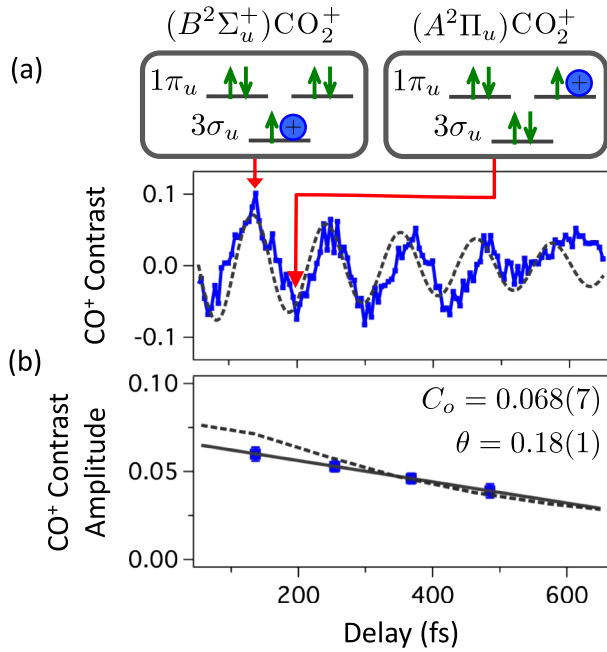 (B²Σᵤ⁺)CO₂⁺ (A²Πᵤ)CO₂⁺
(a)
1πᵤ 1πᵤ
3σᵤ + 3σᵤ +
CO⁺ Contrast
0.1
0.0
-0.1
(b)
CO⁺ Contrast
Amplitude
0.10
0.05
0.00
Cₒ = 0.068(7)
θ = 0.18(1)
200 400 600
Delay (fs)